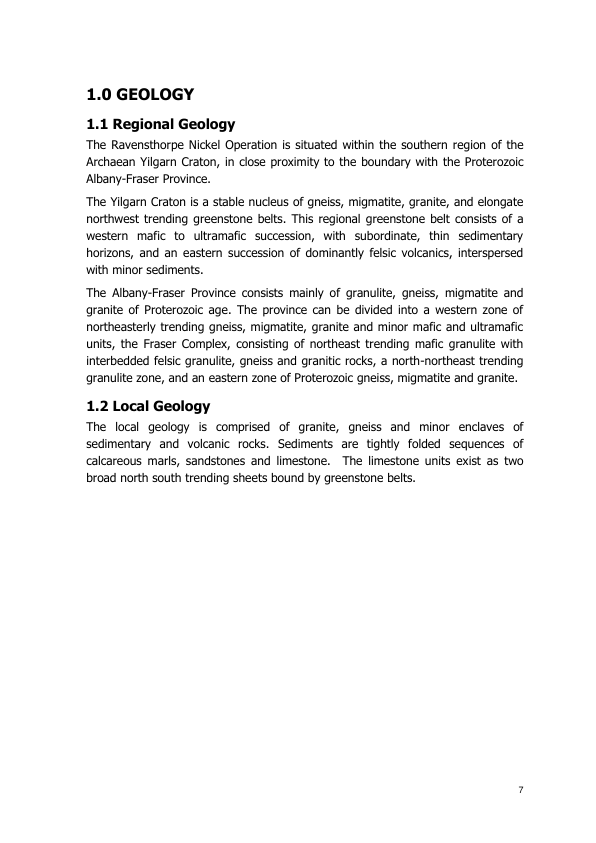 1.0 GEOLOGY
1.1 Regional Geology
The Ravensthorpe Nickel Operation is situated within the southern region of the
Archaean Yilgarn Craton, in close proximity to the boundary with the Proterozoic
Albany-Fraser Province.
The Yilgarn Craton is a stable nucleus of gneiss, migmatite, granite, and elongate
northwest trending greenstone belts. This regional greenstone belt consists of a
western mafic to ultramafic succession, with subordinate, thin sedimentary
horizons, and an eastern succession of dominantly felsic volcanics, interspersed
with minor sediments.
The Albany-Fraser Province consists mainly of granulite, gneiss, migmatite and
granite of Proterozoic age. The province can be divided into a western zone of
northeasterly trending gneiss, migmatite, granite and minor mafic and ultramafic
units, the Fraser Complex, consisting of northeast trending mafic granulite with
interbedded felsic granulite, gneiss and granitic rocks, a north-northeast trending
granulite zone, and an eastern zone of Proterozoic gneiss, migmatite and granite.
1.2 Local Geology
The local geology is comprised of granite, gneiss and minor enclaves of
sedimentary and volcanic rocks. Sediments are tightly folded sequences of
calcareous marls, sandstones and limestone.  The limestone units exist as two
broad north south trending sheets bound by greenstone belts.
7